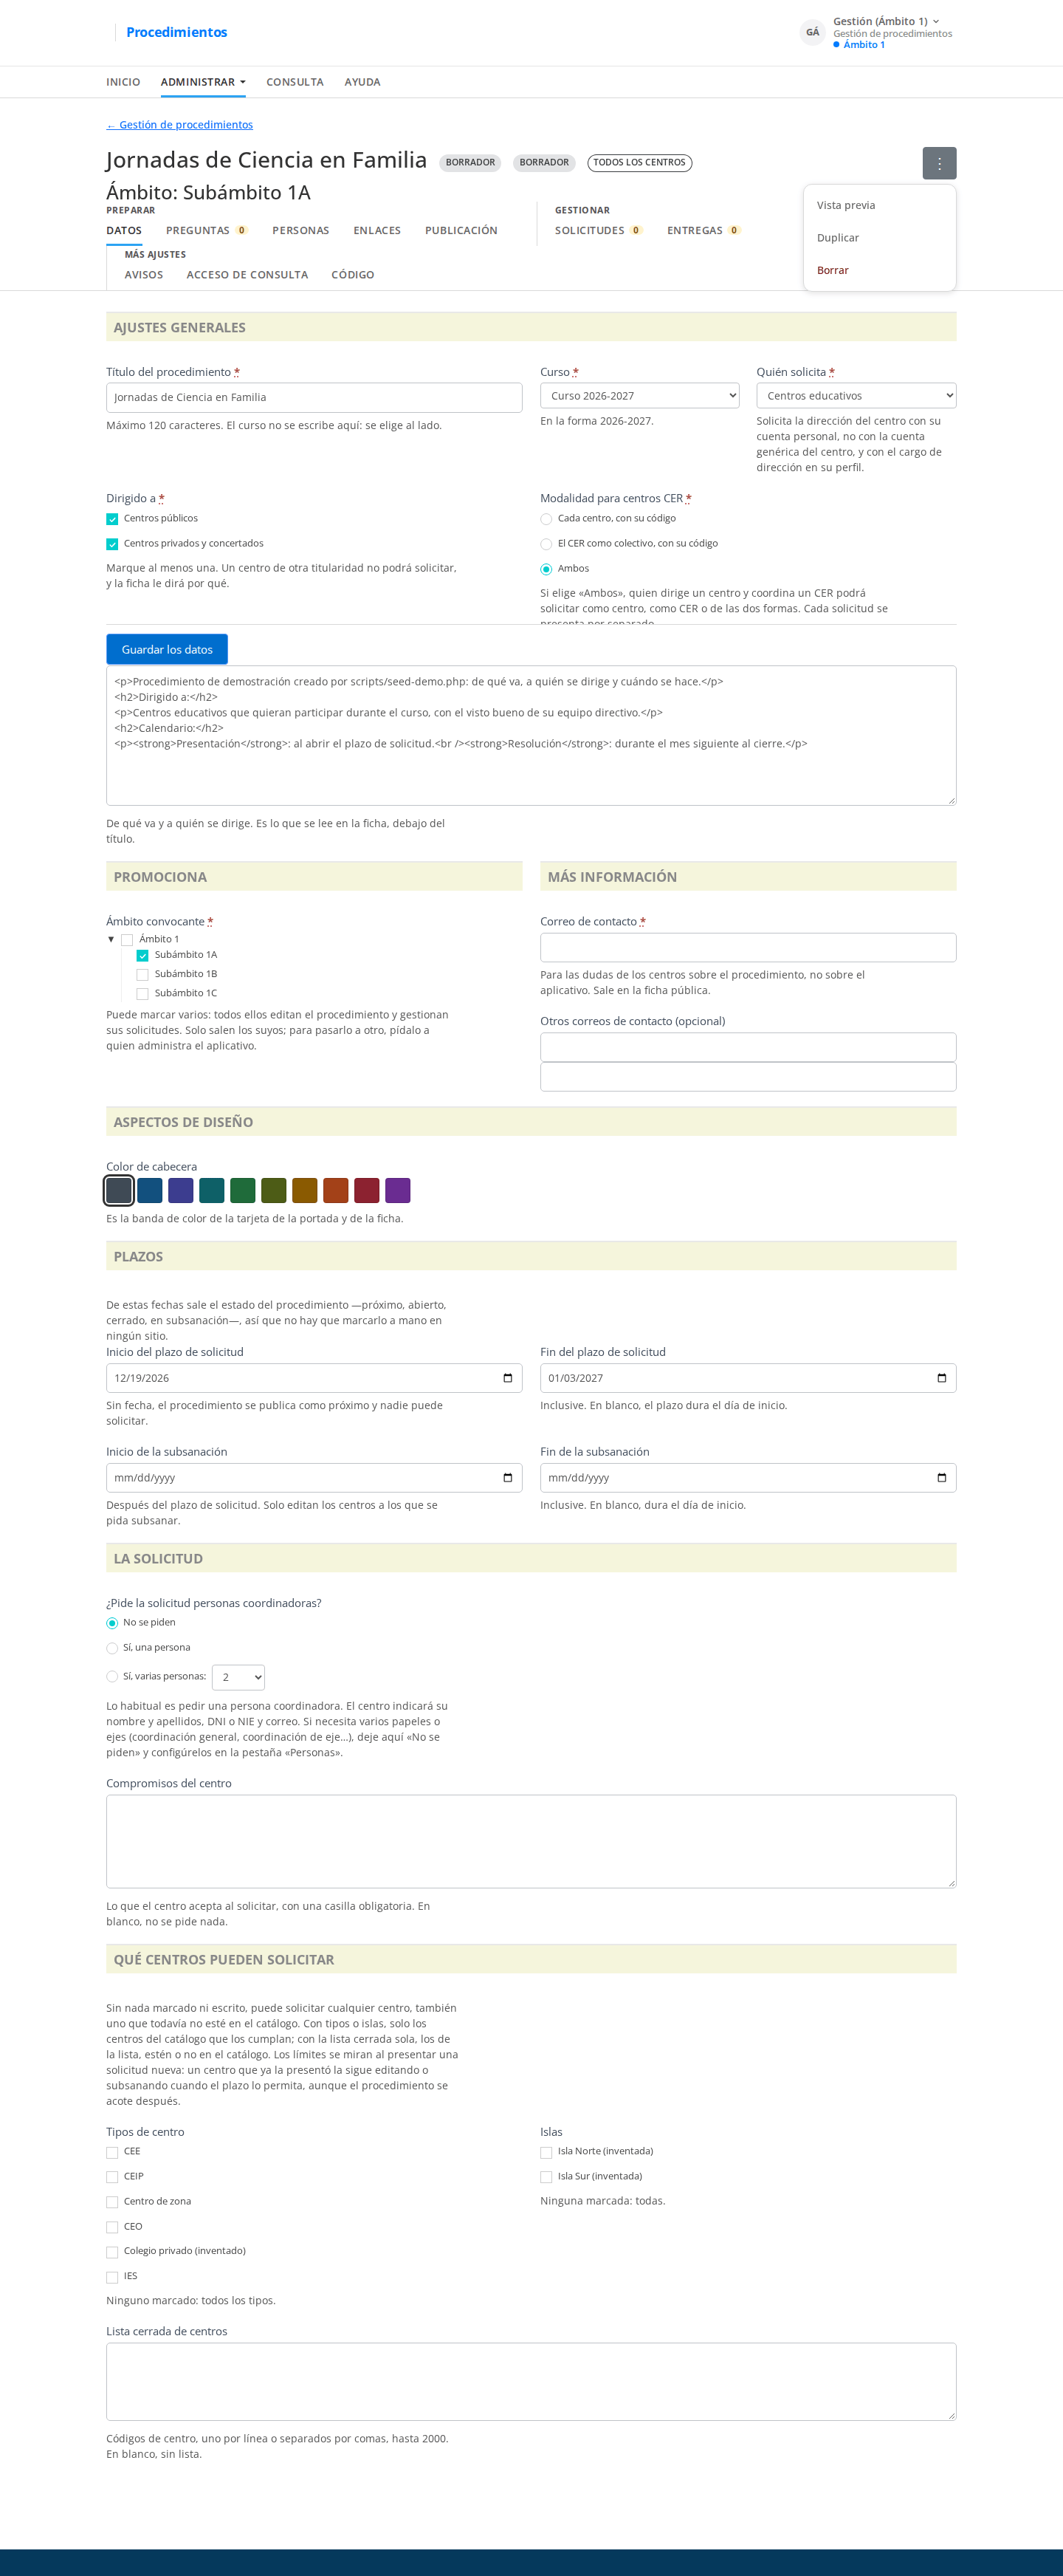 Procedimientos
GÁ
Gestión (Ámbito 1)
Gestión de procedimientos
Ámbito 1
INICIO
ADMINISTRAR
CONSULTA
AYUDA
← Gestión de procedimientos
Jornadas de Ciencia en Familia BORRADOR BORRADOR TODOS LOS CENTROS
⋮
Ámbito: Subámbito 1A
Vista previa
Duplicar
Borrar
PREPARAR
DATOS PREGUNTAS 0 PERSONAS ENLACES PUBLICACIÓN
GESTIONAR
SOLICITUDES 0 ENTREGAS 0
MÁS AJUSTES
AVISOS ACCESO DE CONSULTA CÓDIGO
AJUSTES GENERALES
Título del procedimiento *
Jornadas de Ciencia en Familia
Máximo 120 caracteres. El curso no se escribe aquí: se elige al lado.
Curso *
Curso 2026-2027
En la forma 2026-2027.
Quién solicita *
Centros educativos
Solicita la dirección del centro con su
cuenta personal, no con la cuenta
genérica del centro, y con el cargo de
dirección en su perfil.
Dirigido a *
Centros públicos
Centros privados y concertados
Marque al menos una. Un centro de otra titularidad no podrá solicitar,
y la ficha le dirá por qué.
Modalidad para centros CER *
Cada centro, con su código
El CER como colectivo, con su código
Ambos
Si elige «Ambos», quien dirige un centro y coordina un CER podrá
solicitar como centro, como CER o de las dos formas. Cada solicitud se
presenta por separado.
Guardar los datos
<p>Procedimiento de demostración creado por scripts/seed-demo.php: de qué va, a quién se dirige y cuándo se hace.</p>
<h2>Dirigido a:</h2>
<p>Centros educativos que quieran participar durante el curso, con el visto bueno de su equipo directivo.</p>
<h2>Calendario:</h2>
<p><strong>Presentación</strong>: al abrir el plazo de solicitud.<br /><strong>Resolución</strong>: durante el mes siguiente al cierre.</p>
De qué va y a quién se dirige. Es lo que se lee en la ficha, debajo del
título.
PROMOCIONA
Ámbito convocante *
▼ Ámbito 1
Subámbito 1A
Subámbito 1B
Subámbito 1C
Puede marcar varios: todos ellos editan el procedimiento y gestionan
sus solicitudes. Solo salen los suyos; para pasarlo a otro, pídalo a
quien administra el aplicativo.
MÁS INFORMACIÓN
Correo de contacto *
Para las dudas de los centros sobre el procedimiento, no sobre el
aplicativo. Sale en la ficha pública.
Otros correos de contacto (opcional)
ASPECTOS DE DISEÑO
Color de cabecera
Es la banda de color de la tarjeta de la portada y de la ficha.
PLAZOS
De estas fechas sale el estado del procedimiento —próximo, abierto,
cerrado, en subsanación—, así que no hay que marcarlo a mano en
ningún sitio.
Inicio del plazo de solicitud
12/19/2026
Sin fecha, el procedimiento se publica como próximo y nadie puede
solicitar.
Fin del plazo de solicitud
01/03/2027
Inclusive. En blanco, el plazo dura el día de inicio.
Inicio de la subsanación
mm/dd/yyyy
Después del plazo de solicitud. Solo editan los centros a los que se
pida subsanar.
Fin de la subsanación
mm/dd/yyyy
Inclusive. En blanco, dura el día de inicio.
LA SOLICITUD
¿Pide la solicitud personas coordinadoras?
No se piden
Sí, una persona
Sí, varias personas: 2
Lo habitual es pedir una persona coordinadora. El centro indicará su
nombre y apellidos, DNI o NIE y correo. Si necesita varios papeles o
ejes (coordinación general, coordinación de eje…), deje aquí «No se
piden» y configúrelos en la pestaña «Personas».
Compromisos del centro
Lo que el centro acepta al solicitar, con una casilla obligatoria. En
blanco, no se pide nada.
QUÉ CENTROS PUEDEN SOLICITAR
Sin nada marcado ni escrito, puede solicitar cualquier centro, también
uno que todavía no esté en el catálogo. Con tipos o islas, solo los
centros del catálogo que los cumplan; con la lista cerrada sola, los de
la lista, estén o no en el catálogo. Los límites se miran al presentar una
solicitud nueva: un centro que ya la presentó la sigue editando o
subsanando cuando el plazo lo permita, aunque el procedimiento se
acote después.
Tipos de centro
CEE
CEIP
Centro de zona
CEO
Colegio privado (inventado)
IES
Ninguno marcado: todos los tipos.
Islas
Isla Norte (inventada)
Isla Sur (inventada)
Ninguna marcada: todas.
Lista cerrada de centros
Códigos de centro, uno por línea o separados por comas, hasta 2000.
En blanco, sin lista.